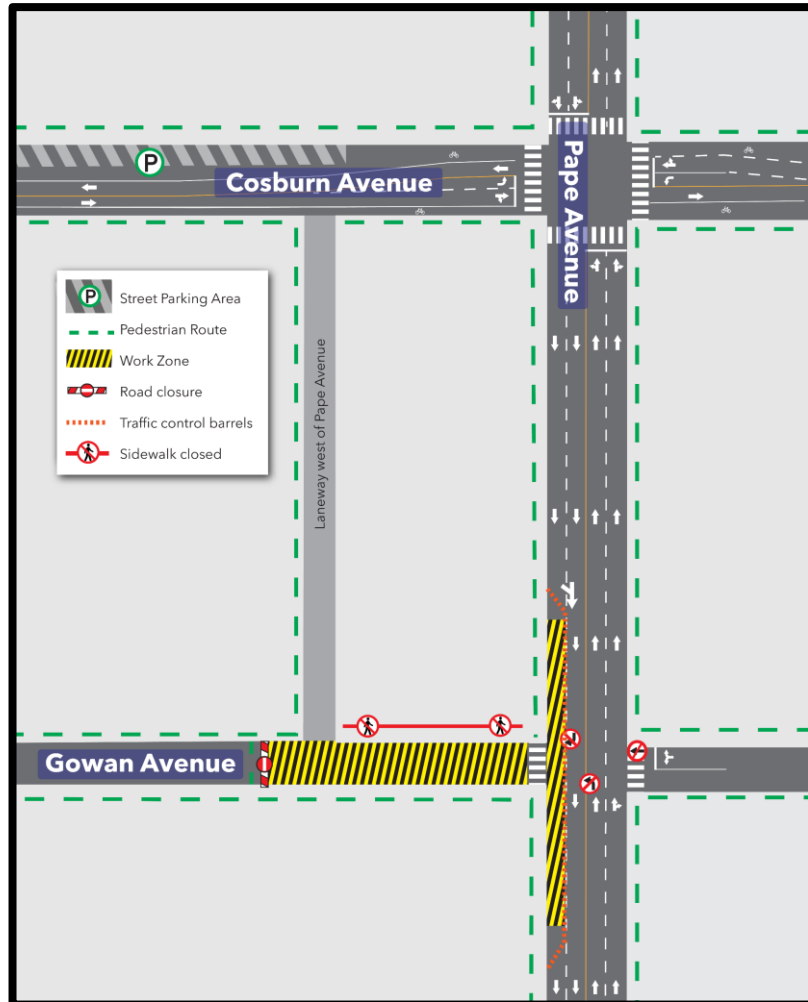 Pape Avenue
P
Cosburn Avenue
P
Street Parking Area
Pedestrian Route
Work Zone
Road closure
Traffic control barrels
Sidewalk closed
Laneway west of Pape Avenue
Gowan Avenue